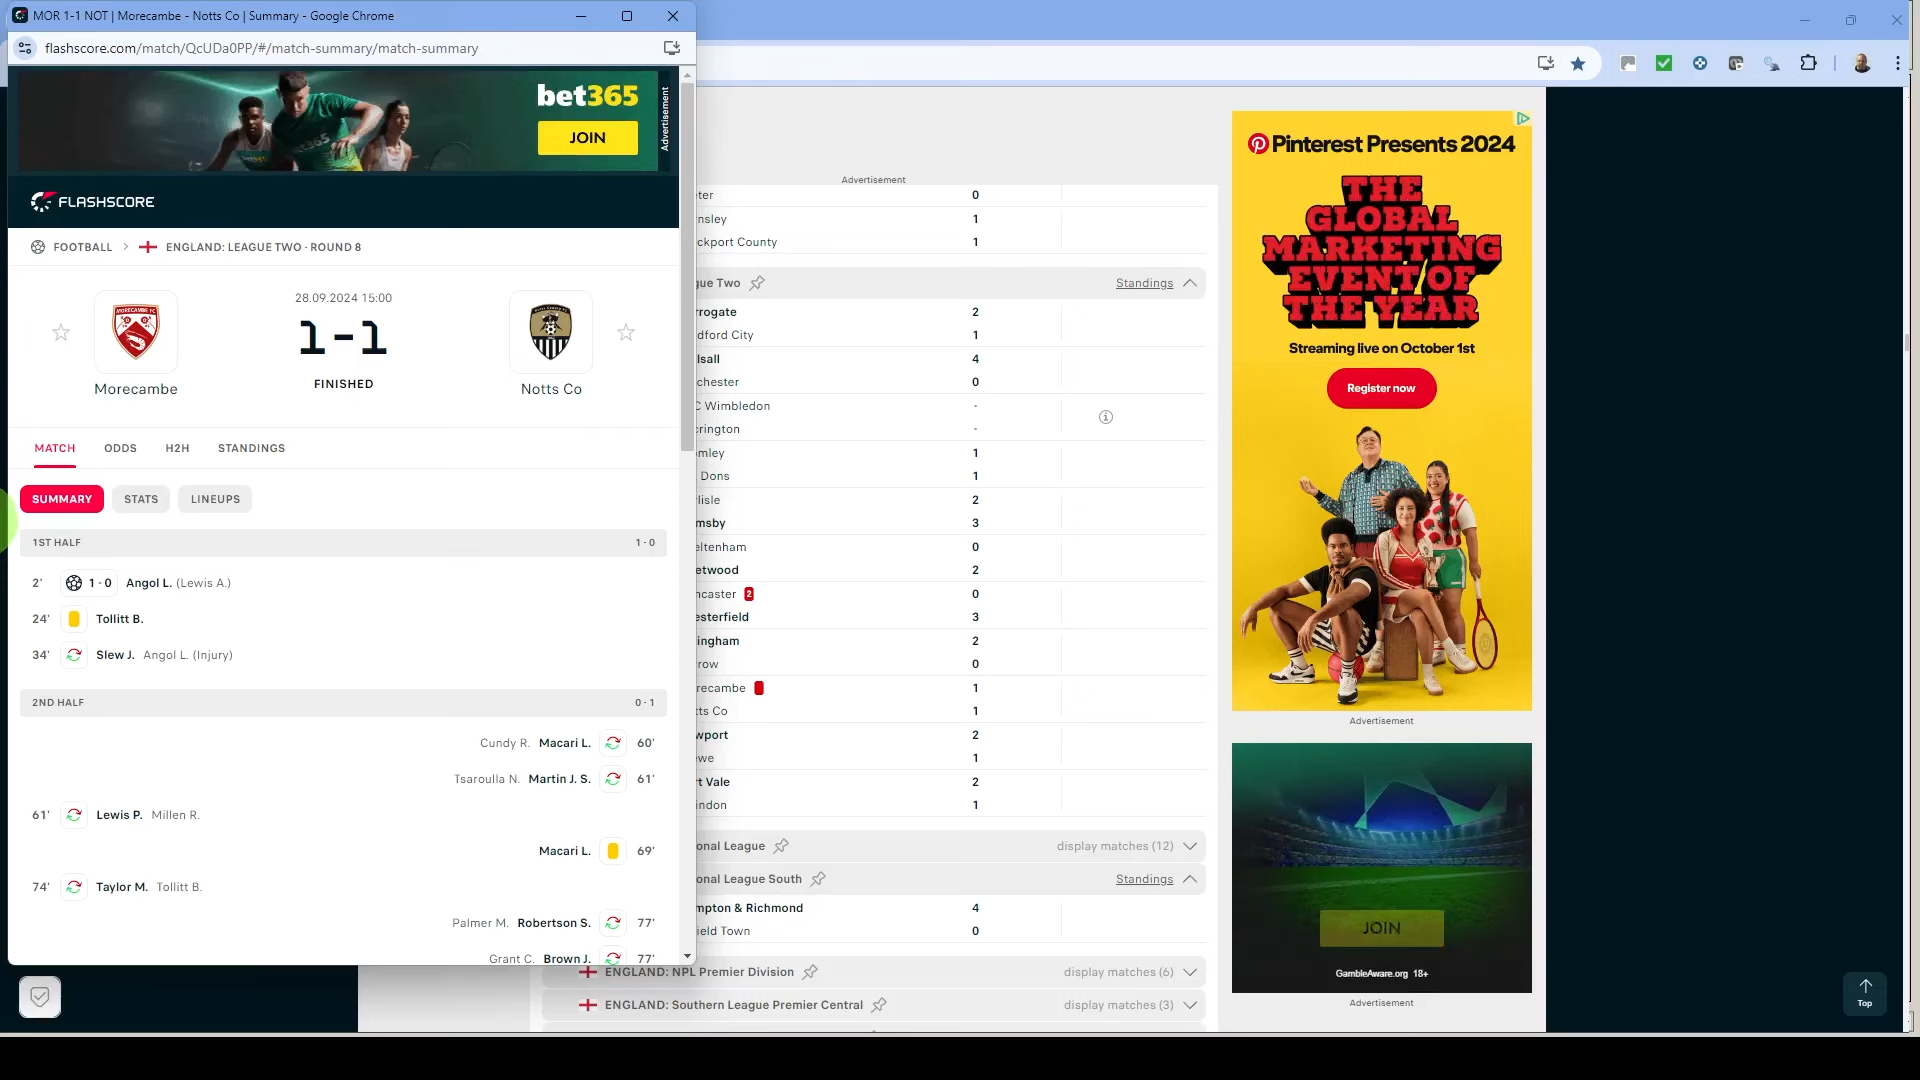 MOR 1-1 NOT | Morecambe - Notts Co | Summary - Google Chrome
flashscore.com/match/QcUDa0PP/#/match-summary/match-summary
bet365
JOIN
Advertisement
FLASHSCORE
FOOTBALL > ENGLAND: LEAGUE TWO - ROUND 8
28.09.2024 15:00
1-1
FINISHED
Morecambe
Notts Co
MATCH ODDS H2H STANDINGS
SUMMARY STATS LINEUPS
1ST HALF 1 - 0
2' 1 - 0 Angol L. (Lewis A.)
24' Tollitt B.
34' Slew J. Angol L. (Injury)
2ND HALF 0 - 1
Cundy R. Macari L. 60'
Tsaroulla N. Martin J. S. 61'
61' Lewis P. Millen R.
Macari L. 69'
74' Taylor M. Tollitt B.
Palmer M. Robertson S. 77'
Grant C. Brown J. 77'
Advertisement
eter 0
rnsley 1
ckport County 1
gue Two Standings
rrogate 2
dford City 1
lsall 4
chester 0
C Wimbledon -
crington -
mley 1
Dons 1
lisle 2
msby 3
eltenham 0
etwood 2
ncaster 2 0
esterfield 3
ingham 2
row 0
recambe 1
tts Co 1
wport 2
we 1
rt Vale 2
indon 1
onal League display matches (12)
onal League South Standings
mpton & Richmond 4
ield Town 0
ENGLAND: NPL Premier Division display matches (6)
ENGLAND: Southern League Premier Central display matches (3)
Pinterest Presents 2024
THE
GLOBAL
MARKETING
EVENT OF
THE YEAR
Streaming live on October 1st
Register now
Advertisement
JOIN
GambleAware.org 18+
Advertisement
Top